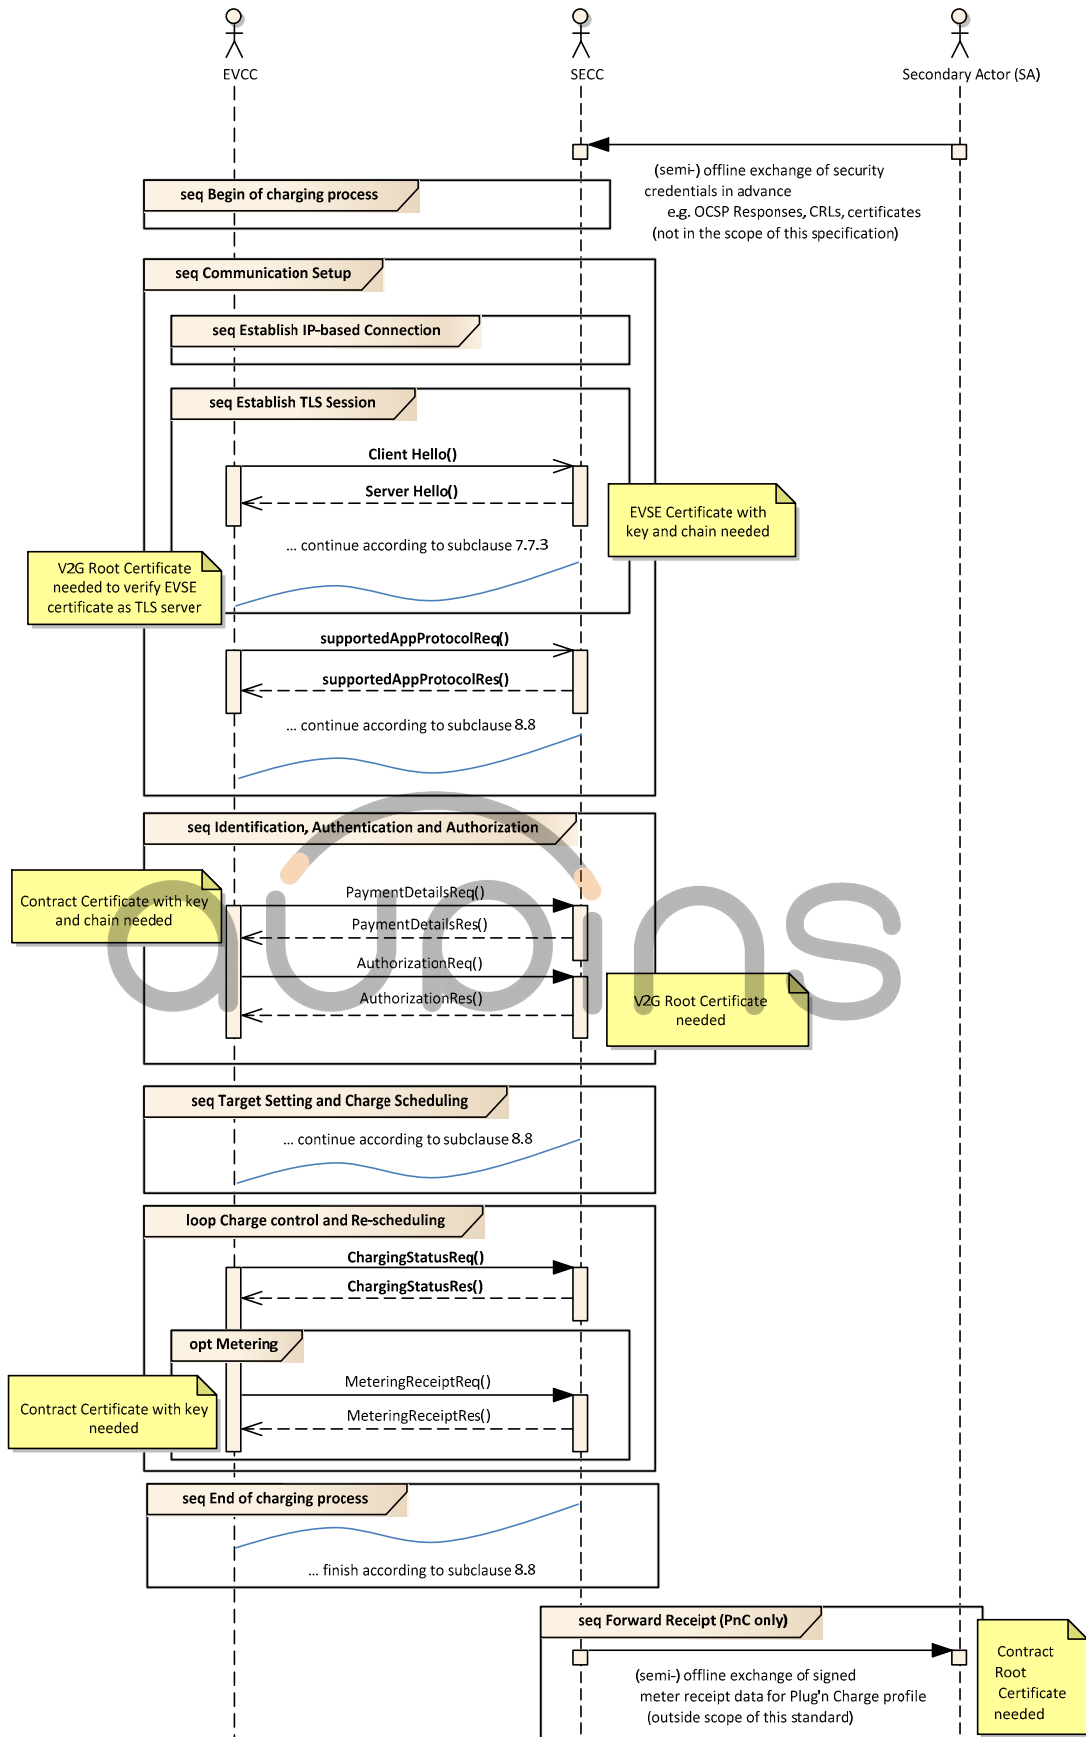 EVCC
SECC
Secondary Actor (SA)
(semi-) offline exchange of security
credentials in advance
e.g. OCSP Responses, CRLs, certificates
(not in the scope of this specification)
seq Begin of charging process
seq Communication Setup
seq Establish IP-based Connection
seq Establish TLS Session
Client Hello()
Server Hello()
EVSE Certificate with
key and chain needed
... continue according to subclause 7.7.3
V2G Root Certificate
needed to verify EVSE
certificate as TLS server
supportedAppProtocolReq()
supportedAppProtocolRes()
... continue according to subclause 8.8
seq Identification, Authentication and Authorization
Contract Certificate with key
and chain needed
PaymentDetailsReq()
PaymentDetailsRes()
AuthorizationReq()
AuthorizationRes()
V2G Root Certificate
needed
seq Target Setting and Charge Scheduling
... continue according to subclause 8.8
loop Charge control and Re-scheduling
ChargingStatusReq()
ChargingStatusRes()
opt Metering
MeteringReceiptReq()
MeteringReceiptRes()
Contract Certificate with key
needed
seq End of charging process
... finish according to subclause 8.8
seq Forward Receipt (PnC only)
(semi-) offline exchange of signed
meter receipt data for Plug'n Charge profile
(outside scope of this standard)
Contract
Root
Certificate
needed